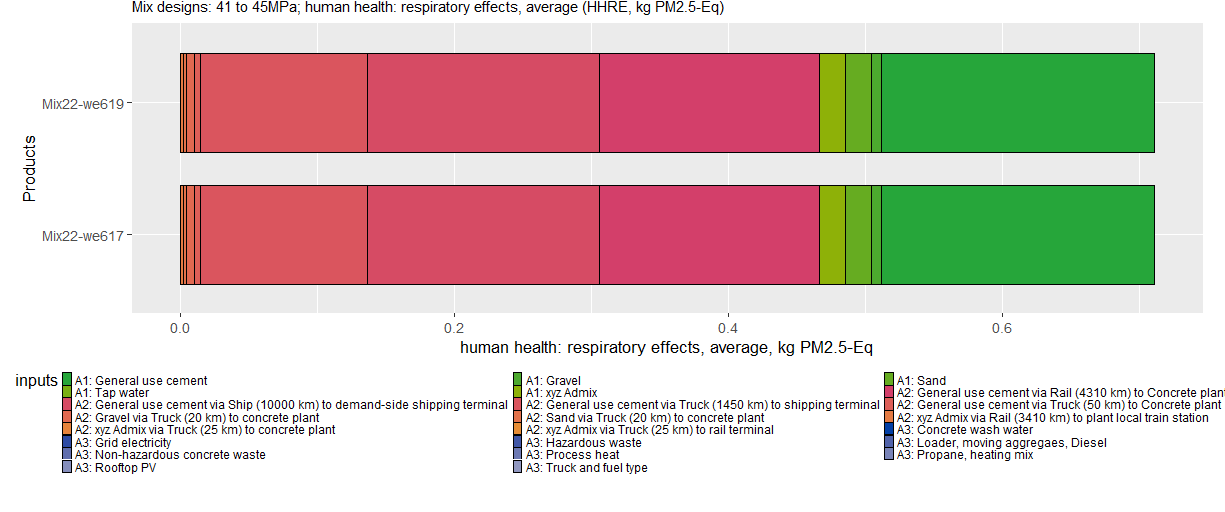 Mix designs: 41 to 45MPa; human health: respiratory effects, average (HHRE, kg PM2.5-Eq)
Products
Mix22-we619
Mix22-we617
0.0 0.2 0.4 0.6
human health: respiratory effects, average, kg PM2.5-Eq
inputs
A1: General use cement A1: Gravel A1: Sand
A1: Tap water A1: xyz Admix A2: General use cement via Rail (4310 km) to Concrete plant
A2: General use cement via Ship (10000 km) to demand-side shipping terminal A2: General use cement via Truck (1450 km) to shipping terminal A2: General use cement via Truck (50 km) to Concrete plant
A2: Gravel via Truck (20 km) to concrete plant A2: Sand via Truck (20 km) to concrete plant A2: xyz Admix via Rail (3410 km) to plant local train station
A2: xyz Admix via Truck (25 km) to concrete plant A2: xyz Admix via Truck (25 km) to rail terminal A3: Concrete wash water
A3: Grid electricity A3: Hazardous waste A3: Loader, moving aggregaes, Diesel
A3: Non-hazardous concrete waste A3: Process heat A3: Propane, heating mix
A3: Rooftop PV A3: Truck and fuel type